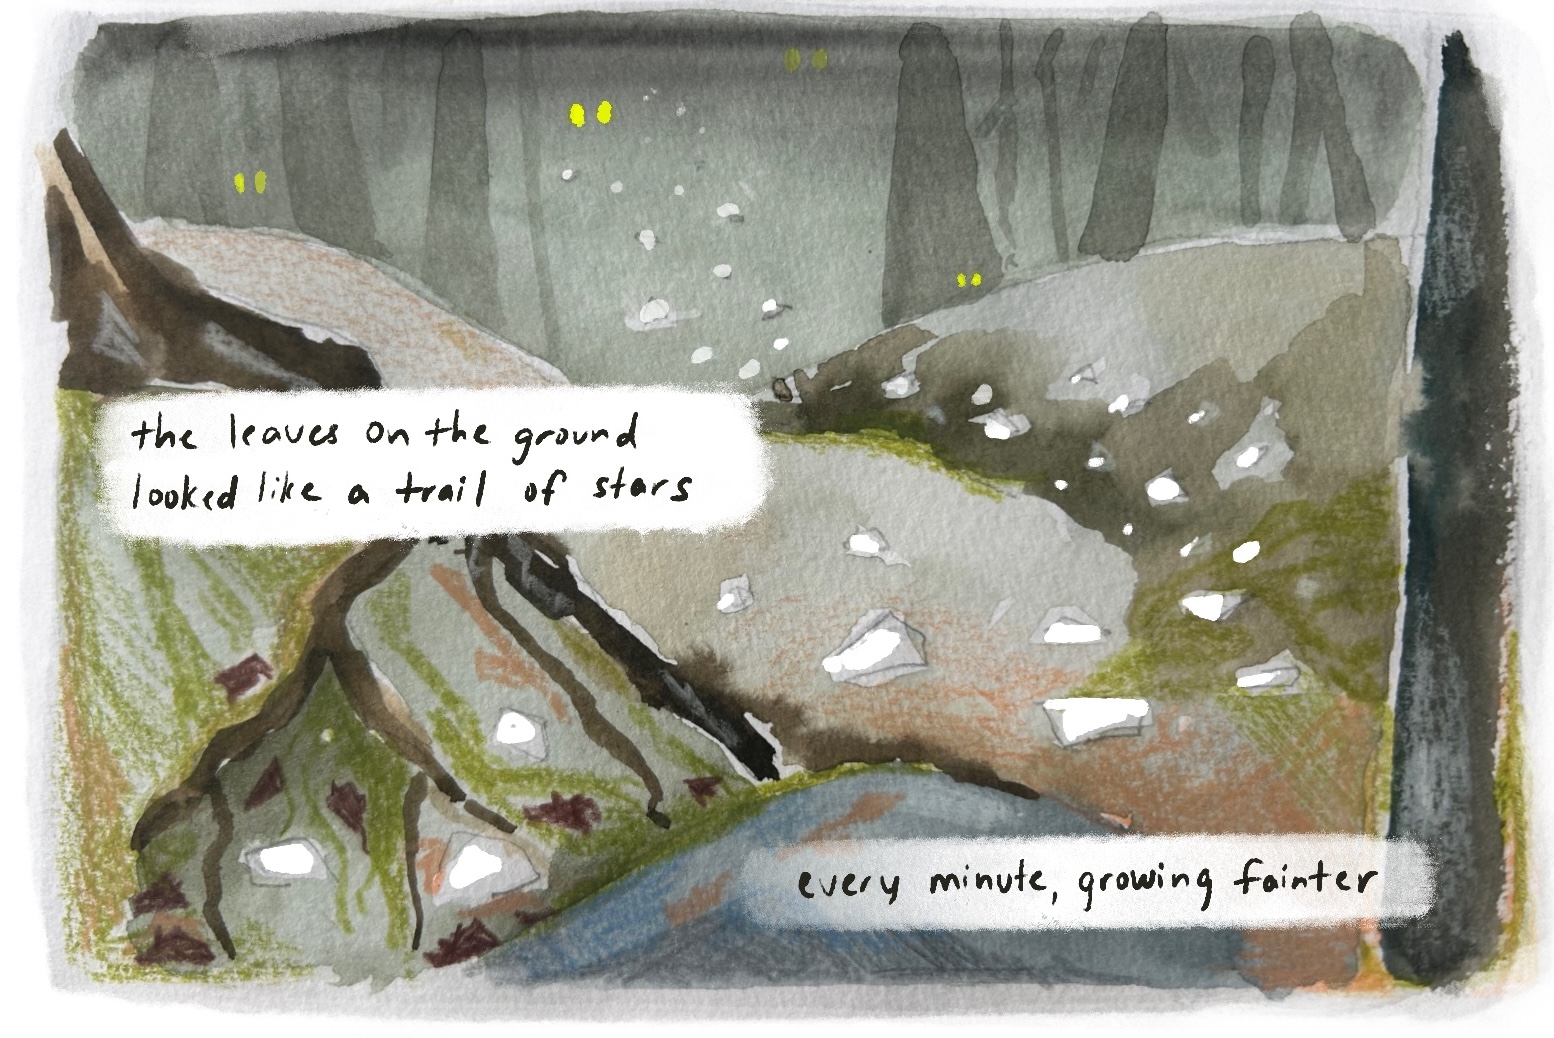 the leaves on the ground
looked like a trail of stars
every minute, growing fainter